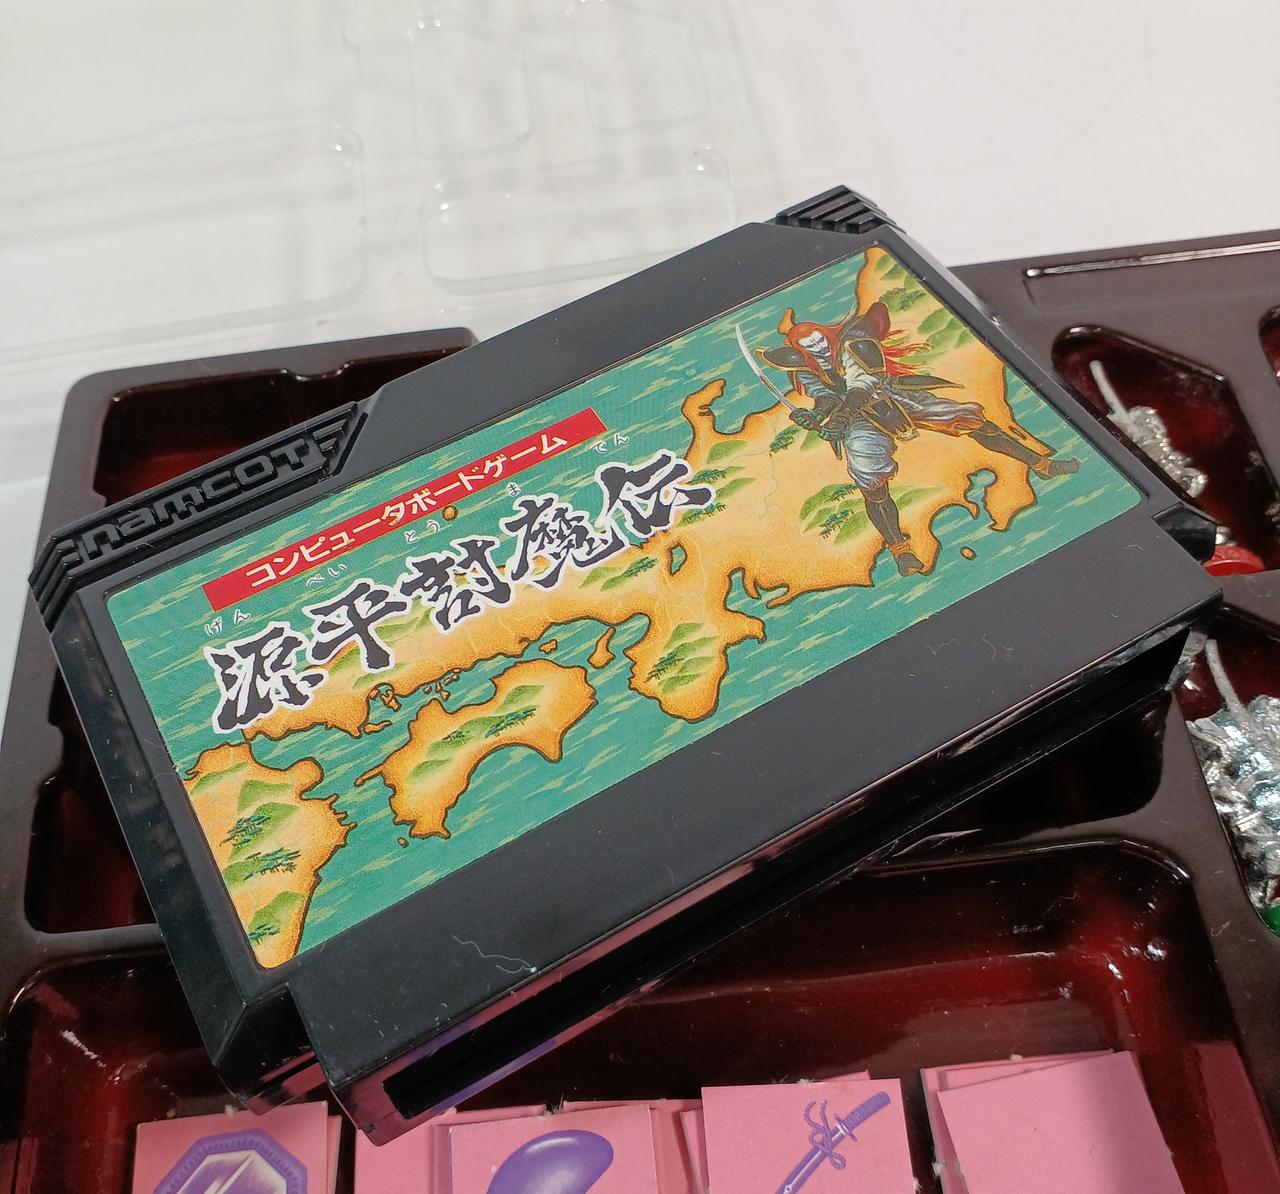 namcot
コンピュータボードゲーム
げん ぺい とう ま でん
源平討魔伝